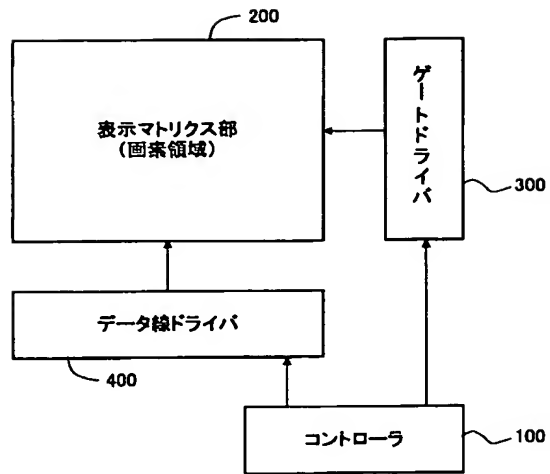 200
表示マトリクス部
(画素領域)
ゲートドライバ
300
データ線ドライバ
400
コントローラ
100